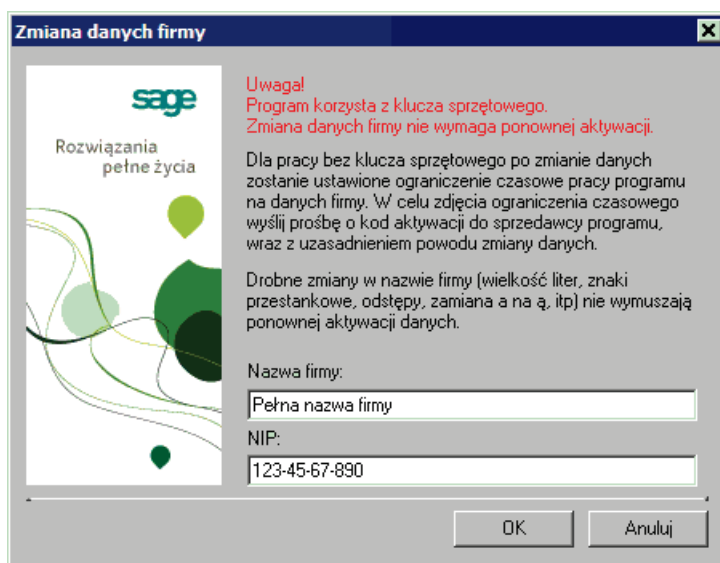 Zmiana danych firmy
sage
Rozwiązania
pełne życia
Uwaga!
Program korzysta z klucza sprzętowego.
Zmiana danych firmy nie wymaga ponownej aktywacji.
Dla pracy bez klucza sprzętowego po zmianie danych
zostanie ustawione ograniczenie czasowe pracy programu
na danych firmy. W celu zdjęcia ograniczenia czasowego
wyślij prośbę o kod aktywacji do sprzedawcy programu,
wraz z uzasadnieniem powodu zmiany danych.
Drobne zmiany w nazwie firmy (wielkość liter, znaki
przestankowe, odstępy, zamiana a na ą, itp) nie wymuszają
ponownej aktywacji danych.
Nazwa firmy:
Pełna nazwa firmy
NIP:
123-45-67-890
OK
Anuluj